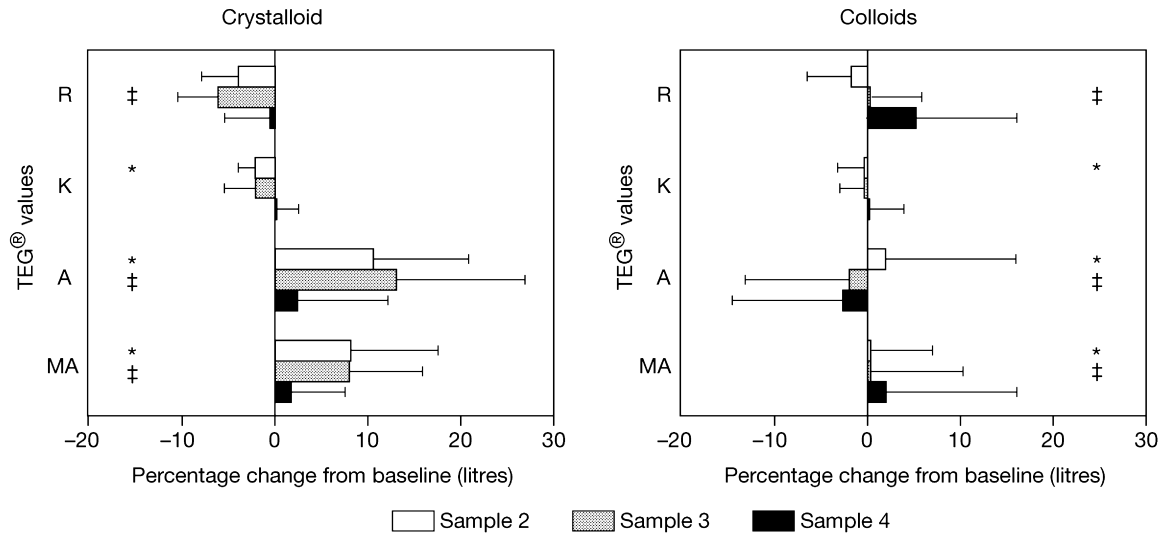 Crystalloid
TEG® values
R ‡
K *
A *
‡
MA *
‡
–20 –10 0 10 20 30
Percentage change from baseline (litres)
Colloids
TEG® values
R ‡
K *
A *
‡
MA *
‡
–20 –10 0 10 20 30
Percentage change from baseline (litres)
Sample 2 Sample 3 Sample 4